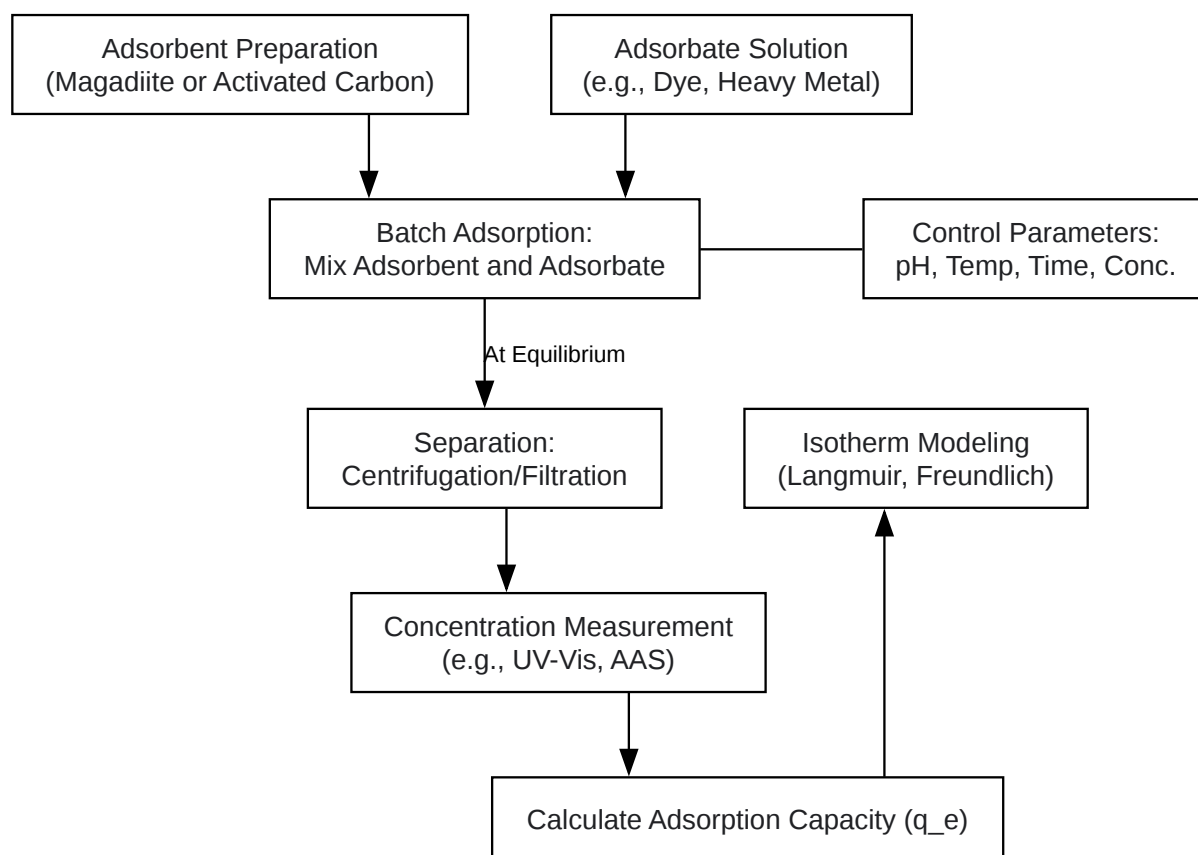 Adsorbent Preparation
(Magadiite or Activated Carbon)
Adsorbate Solution
(e.g., Dye, Heavy Metal)
Batch Adsorption:
Mix Adsorbent and Adsorbate
Control Parameters:
pH, Temp, Time, Conc.
At Equilibrium
Separation:
Centrifugation/Filtration
Isotherm Modeling
(Langmuir, Freundlich)
Concentration Measurement
(e.g., UV-Vis, AAS)
Calculate Adsorption Capacity (q_e)